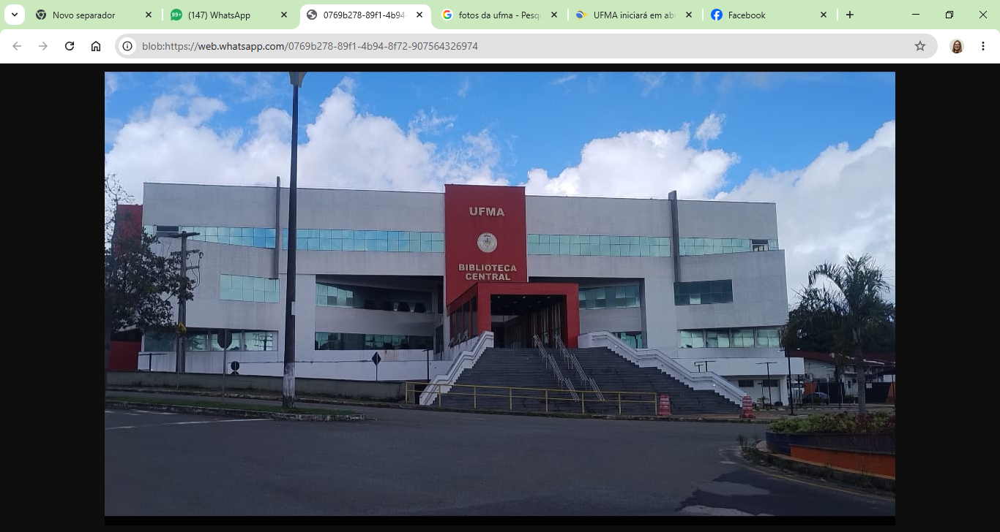 Novo separador
99+
(147) WhatsApp
0769b278-89f1-4b94
fotos da ufma - Pesq
UFMA iniciará em ab
Facebook
blob:https://web.whatsapp.com/0769b278-89f1-4b94-8f72-907564326974
UFMA
BIBLIOTECA
CENTRAL